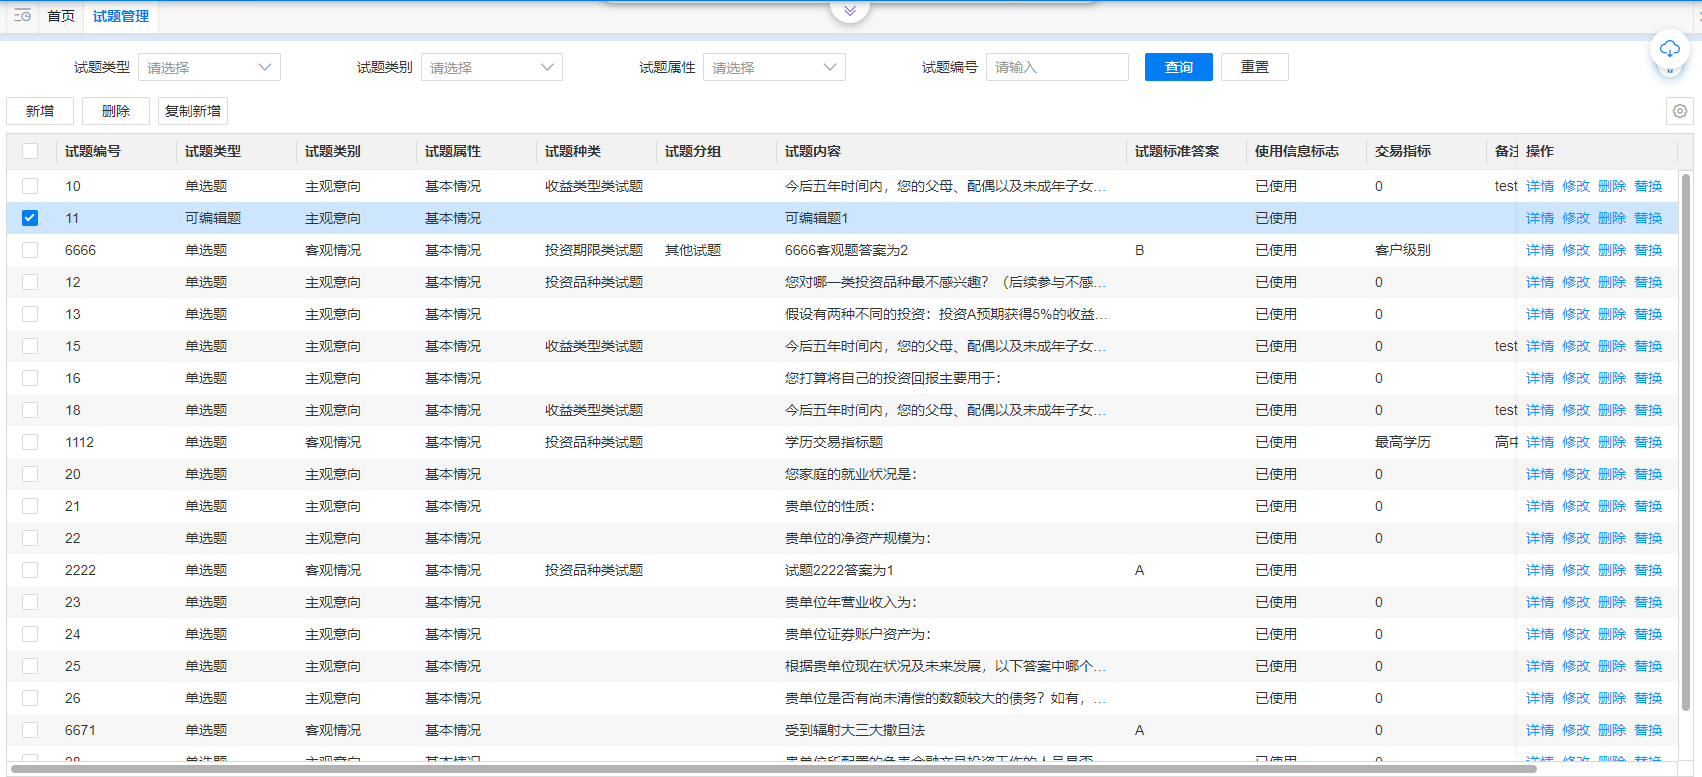 首页 试题管理
试题类型 请选择 试题类别 请选择 试题属性 请选择 试题编号 请输入 查询 重置
新增 删除 复制新增
试题编号 试题类型 试题类别 试题属性 试题种类 试题分组 试题内容 试题标准答案 使用信息标志 交易指标 备注 操作
10 单选题 主观意向 基本情况 收益类型类试题 今后五年时间内，您的父母、配偶以及未成年子女... 已使用 0 test 详情 修改 删除 替换
11 可编辑题 主观意向 基本情况 可编辑题1 已使用 详情 修改 删除 替换
6666 单选题 客观情况 基本情况 投资期限类试题 其他试题 6666客观题答案为2 B 已使用 客户级别 详情 修改 删除 替换
12 单选题 主观意向 基本情况 投资品种类试题 您对哪一类投资品种最不感兴趣？（后续参与不感... 已使用 0 详情 修改 删除 替换
13 单选题 主观意向 基本情况 假设有两种不同的投资：投资A预期获得5%的收益... 已使用 0 详情 修改 删除 替换
15 单选题 主观意向 基本情况 收益类型类试题 今后五年时间内，您的父母、配偶以及未成年子女... 已使用 0 test 详情 修改 删除 替换
16 单选题 主观意向 基本情况 您打算将自己的投资回报主要用于： 已使用 0 详情 修改 删除 替换
18 单选题 主观意向 基本情况 收益类型类试题 今后五年时间内，您的父母、配偶以及未成年子女... 已使用 0 test 详情 修改 删除 替换
1112 单选题 客观情况 基本情况 投资品种类试题 学历交易指标题 已使用 最高学历 高中 详情 修改 删除 替换
20 单选题 主观意向 基本情况 您家庭的就业状况是： 已使用 0 详情 修改 删除 替换
21 单选题 主观意向 基本情况 贵单位的性质： 已使用 0 详情 修改 删除 替换
22 单选题 主观意向 基本情况 贵单位的净资产规模为： 已使用 0 详情 修改 删除 替换
2222 单选题 客观情况 基本情况 投资品种类试题 试题2222答案为1 A 已使用 详情 修改 删除 替换
23 单选题 主观意向 基本情况 贵单位年营业收入为： 已使用 0 详情 修改 删除 替换
24 单选题 主观意向 基本情况 贵单位证券账户资产为： 已使用 0 详情 修改 删除 替换
25 单选题 主观意向 基本情况 根据贵单位现在状况及未来发展，以下答案中哪个... 已使用 0 详情 修改 删除 替换
26 单选题 主观意向 基本情况 贵单位是否有尚未清偿的数额较大的债务？如有，... 已使用 0 详情 修改 删除 替换
6671 单选题 客观情况 基本情况 受到辐射大三大撒旦法 A 0 详情 修改 删除 替换